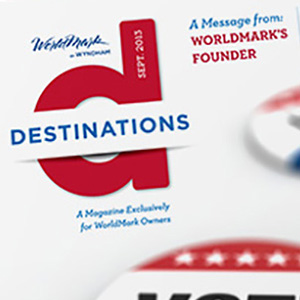 WORLDMARK
BY WYNDHAM
SEPT. 2013
DESTINATIONS
A Magazine Exclusively
for WorldMark Owners
A Message from:
WORLDMARK'S
FOUNDER